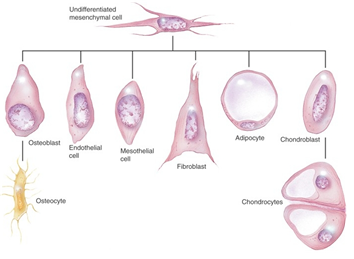 Undifferentiated
mesenchymal cell
Osteoblast
Endothelial
cell
Mesothelial
cell
Fibroblast
Adipocyte
Chondroblast
Osteocyte
Chondrocytes